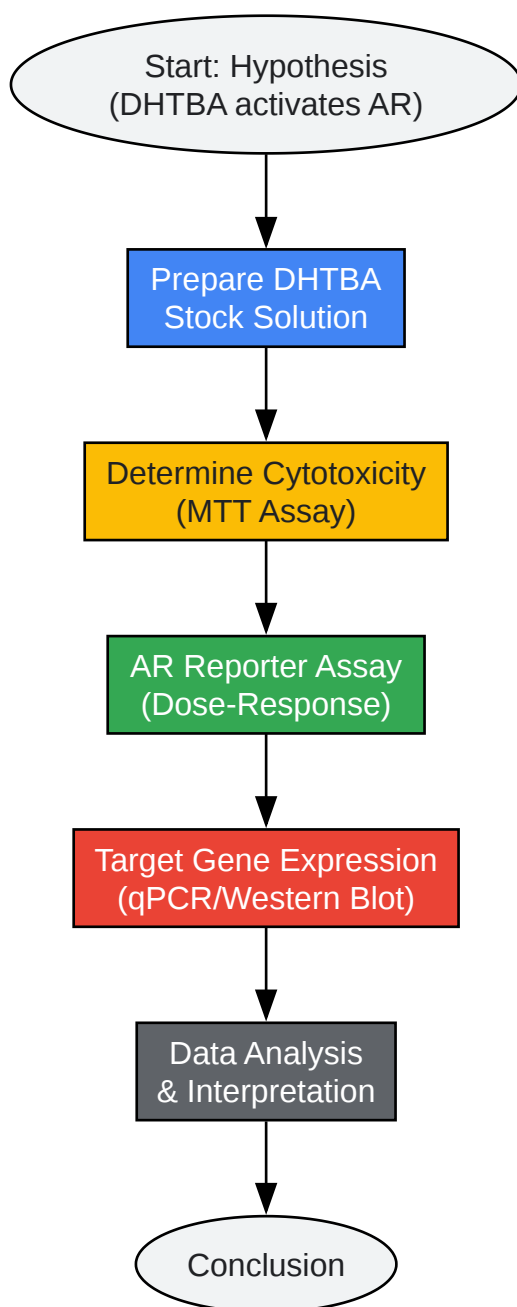 Start: Hypothesis
(DHTBA activates AR)
Prepare DHTBA
Stock Solution
Determine Cytotoxicity
(MTT Assay)
AR Reporter Assay
(Dose-Response)
Target Gene Expression
(qPCR/Western Blot)
Data Analysis
& Interpretation
Conclusion